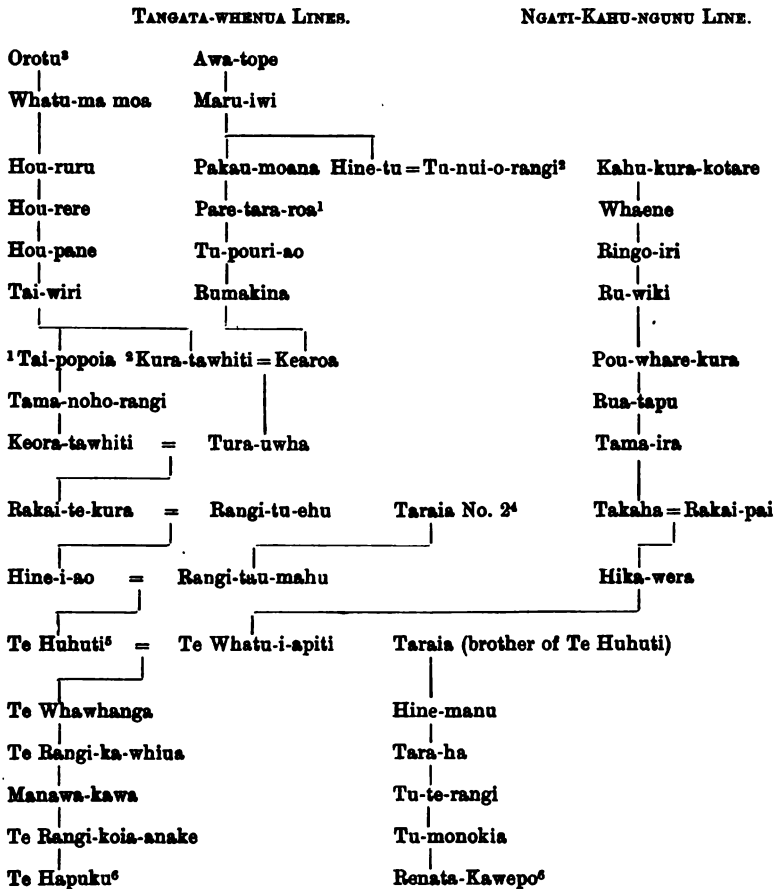 TANGATA-WHENUA LINES. NGATI-KAHU-NGUNU LINE.
Orotu³ Awa-tope
Whatu-ma moa Maru-iwi
Hou-ruru Pakau-moana Hine-tu = Tu-nui-o-rangi² Kahu-kura-kotare
Hou-rere Pare-tara-roa¹ Whaene
Hou-pane Tu-pouri-ao Ringo-iri
Tai-wiri Rumakina Ru-wiki
¹Tai-popoia ²Kura-tawhiti = Kearoa Pou-whare-kura
Tama-noho-rangi Rua-tapu
Keora-tawhiti = Tura-uwha Tama-ira
Rakai-te-kura = Rangi-tu-ehu Taraia No. 2⁴ Takaha = Rakai-pai
Hine-i-ao = Rangi-tau-mahu Hika-wera
Te Huhuti⁵ = Te Whatu-i-apiti Taraia (brother of Te Huhuti)
Te Whawhanga Hine-manu
Te Rangi-ka-whiua Tara-ha
Manawa-kawa Tu-te-rangi
Te Rangi-koia-anake Tu-monokia
Te Hapuku⁶ Renata-Kawepo⁶